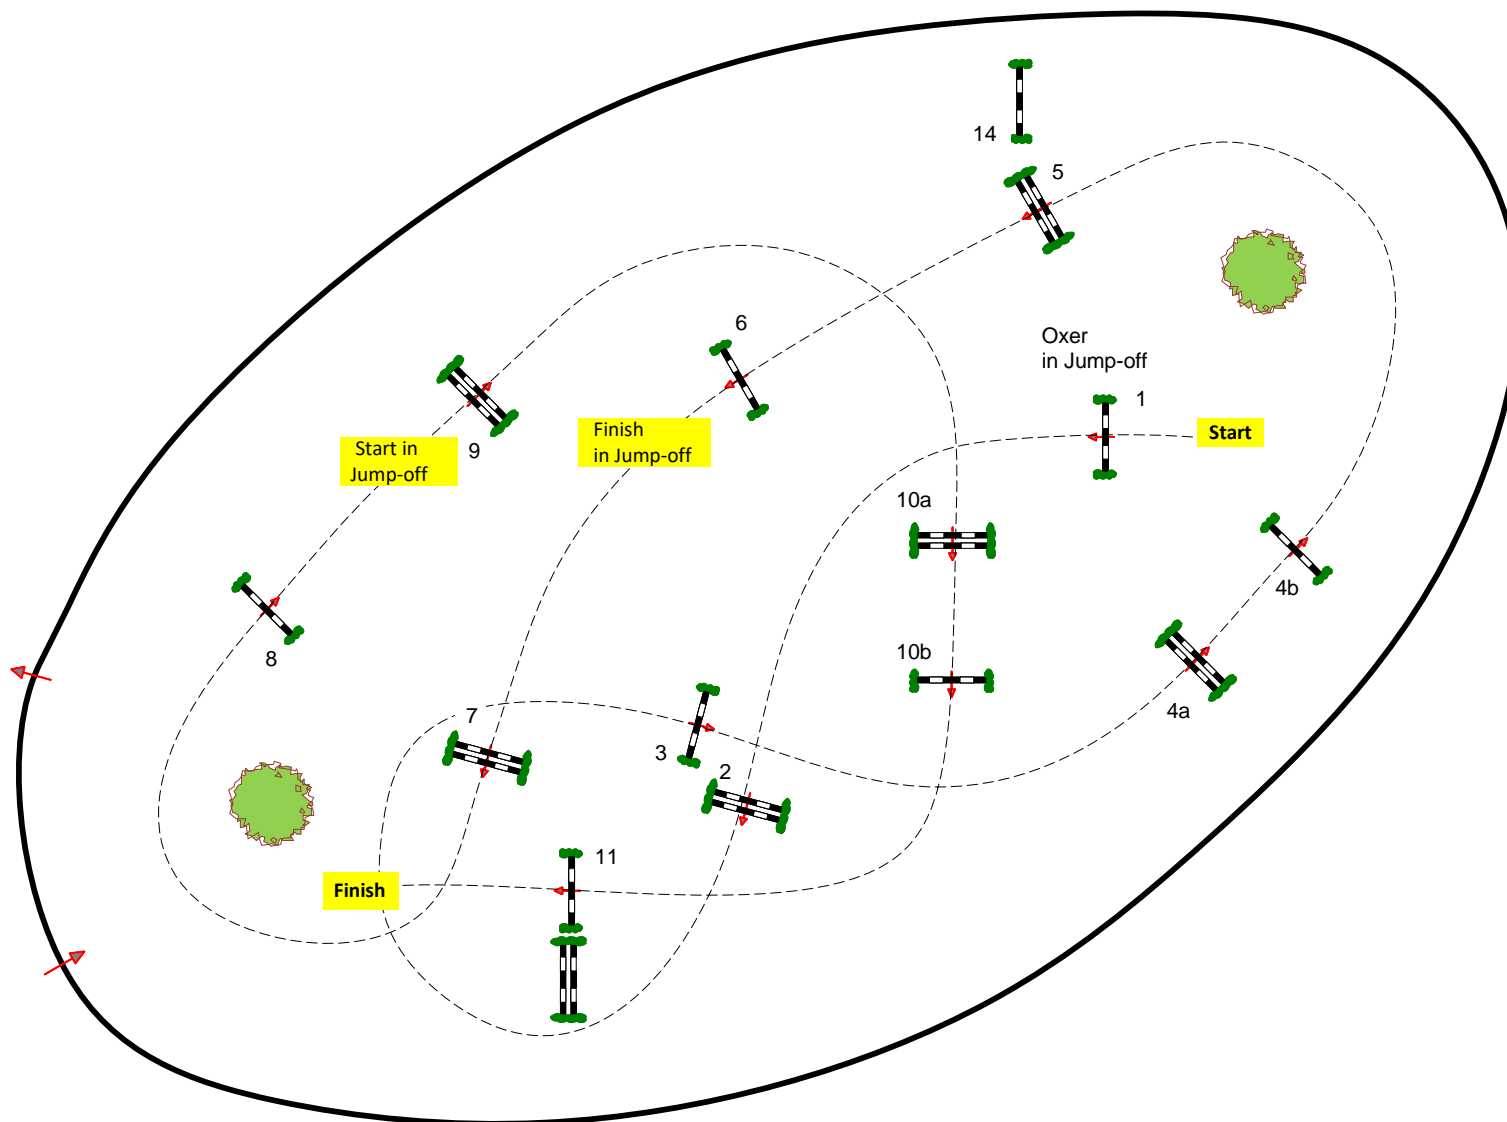 14
5
6
Oxer
in Jump-off
1
Start
Finish
in Jump-off
Start in
Jump-off
9
10a
4b
8
10b
4a
7
3
2
11
Finish